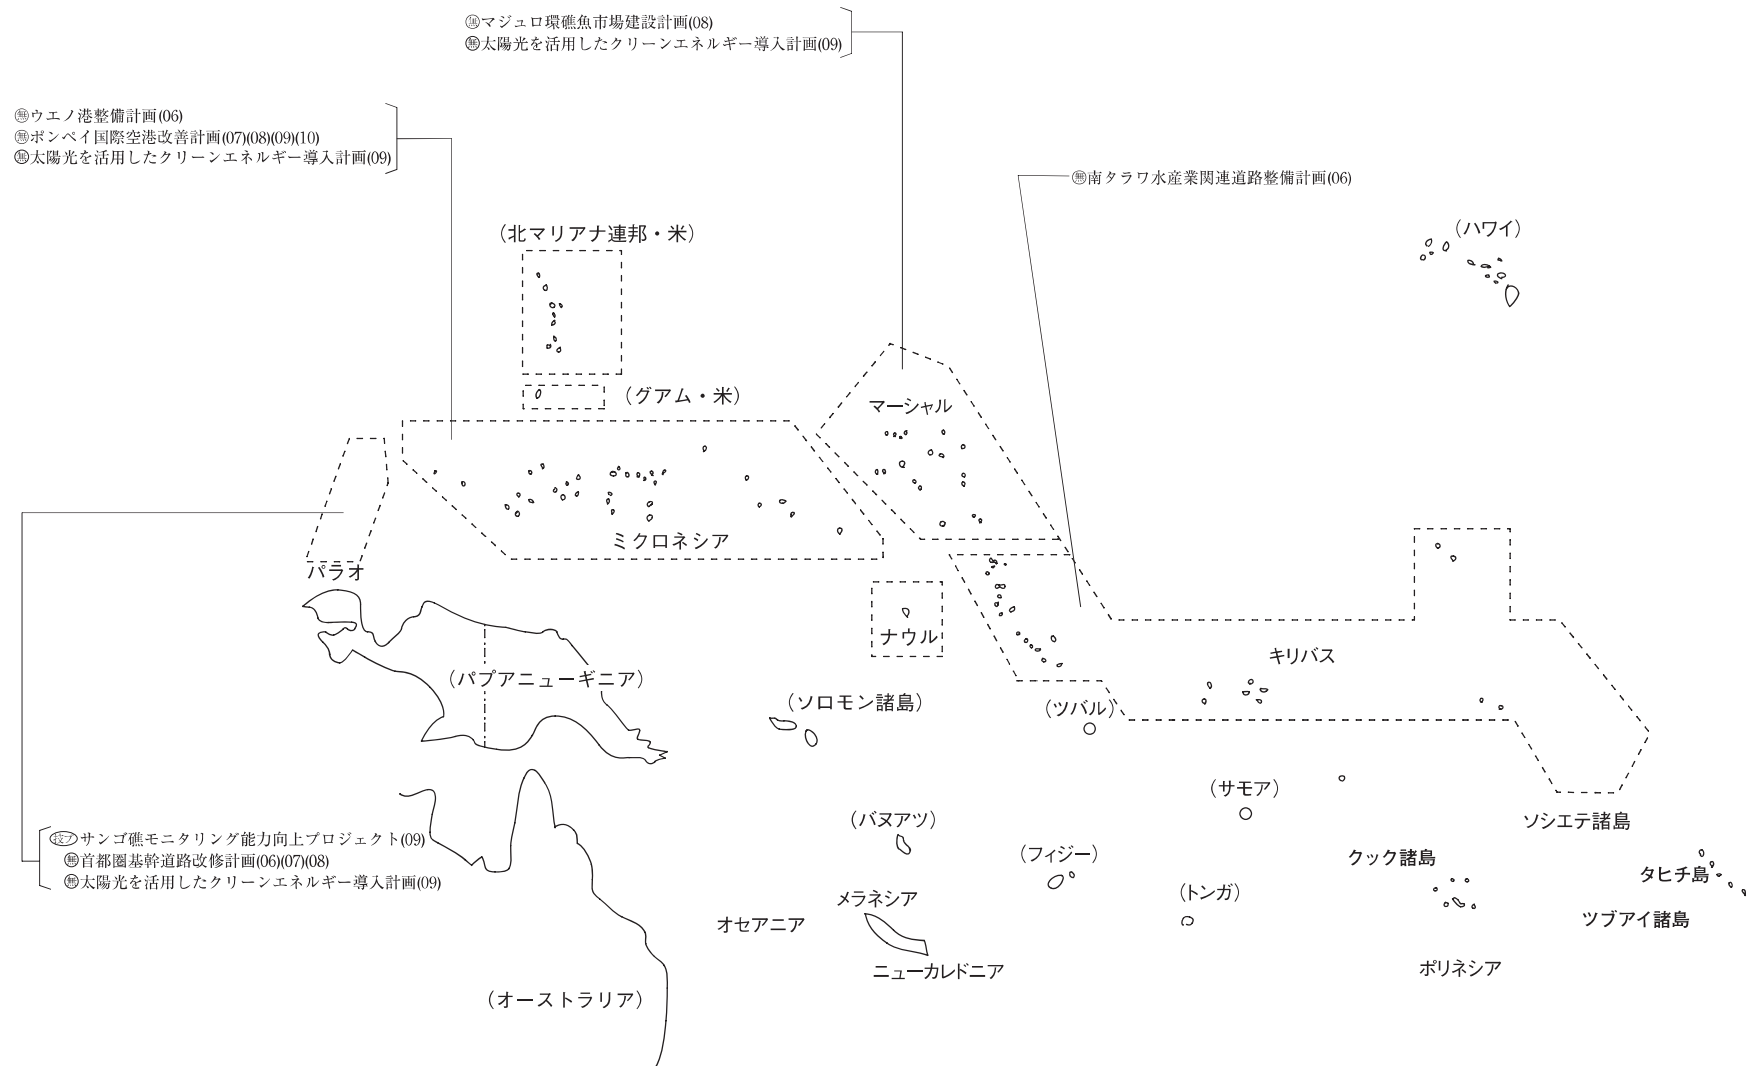 ㊬マジュロ環礁魚市場建設計画(08)
㊬太陽光を活用したクリーンエネルギー導入計画(09)
㊬ウエノ港整備計画(06)
㊬ポンペイ国際空港改善計画(07)(08)(09)(10)
㊬太陽光を活用したクリーンエネルギー導入計画(09)
㊬南タラワ水産業関連道路整備計画(06)
（北マリアナ連邦・米）
（ハワイ）
（グアム・米）
マーシャル
ミクロネシア
パラオ
ナウル
キリバス
（パプアニューギニア）
（ソロモン諸島）
（ツバル）
（サモア）
（バヌアツ）
ソシエテ諸島
技プ サンゴ礁モニタリング能力向上プロジェクト(09)
㊬首都圏基幹道路改修計画(06)(07)(08)
㊬太陽光を活用したクリーンエネルギー導入計画(09)
（フィジー）
クック諸島
タヒチ島
（トンガ）
メラネシア
オセアニア
ツブアイ諸島
ニューカレドニア
ポリネシア
（オーストラリア）